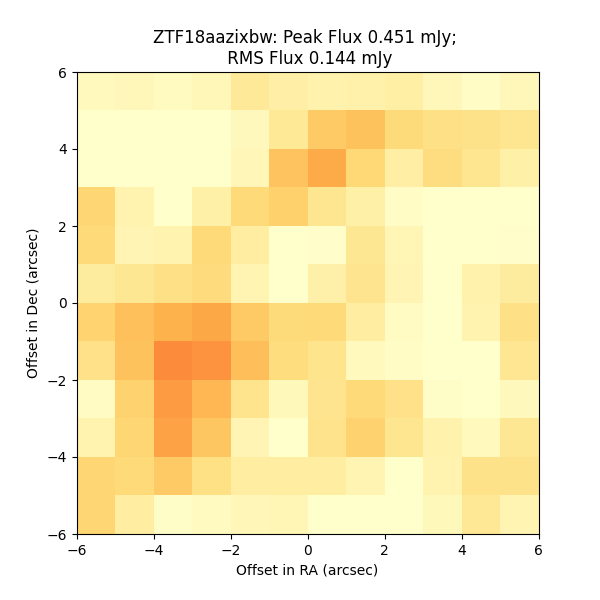 ZTF18aazixbw: Peak Flux 0.451 mJy;
RMS Flux 0.144 mJy
6
4
2
0
−2
−4
−6
Offset in Dec (arcsec)
−6 −4 −2 0 2 4 6
Offset in RA (arcsec)